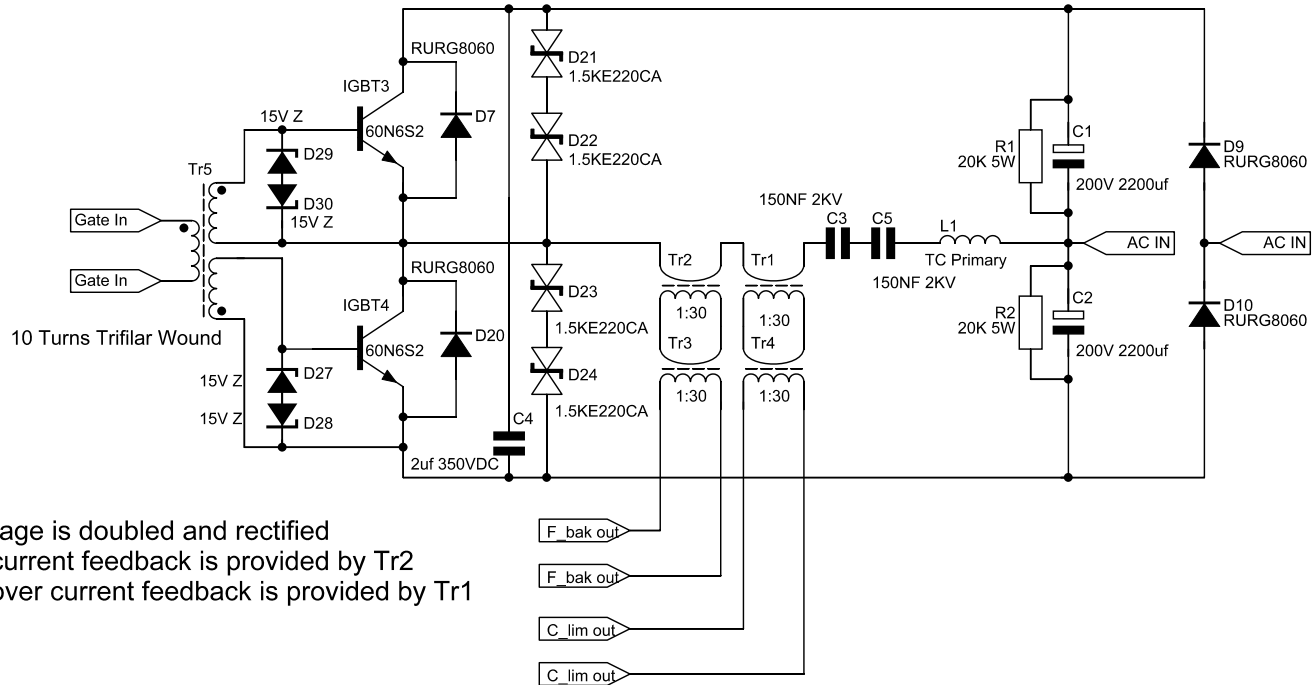 RURG8060
IGBT3
D21
1.5KE220CA
15V Z
60N6S2
D7
D29
D22
1.5KE220CA
Tr5
D30
15V Z
Gate In
Gate In
10 Turns Trifilar Wound
RURG8060
IGBT4
60N6S2
D20
15V Z
D27
15V Z
D28
D23
1.5KE220CA
D24
1.5KE220CA
C4
2uf 350VDC
Tr2
Tr1
1:30
1:30
Tr3
Tr4
1:30
1:30
150NF 2KV
C3
C5
150NF 2KV
L1
TC Primary
R1
20K 5W
C1
200V 2200uf
AC IN
AC IN
D9
RURG8060
R2
20K 5W
C2
200V 2200uf
D10
RURG8060
age is doubled and rectified
current feedback is provided by Tr2
over current feedback is provided by Tr1
F_bak out
F_bak out
C_lim out
C_lim out